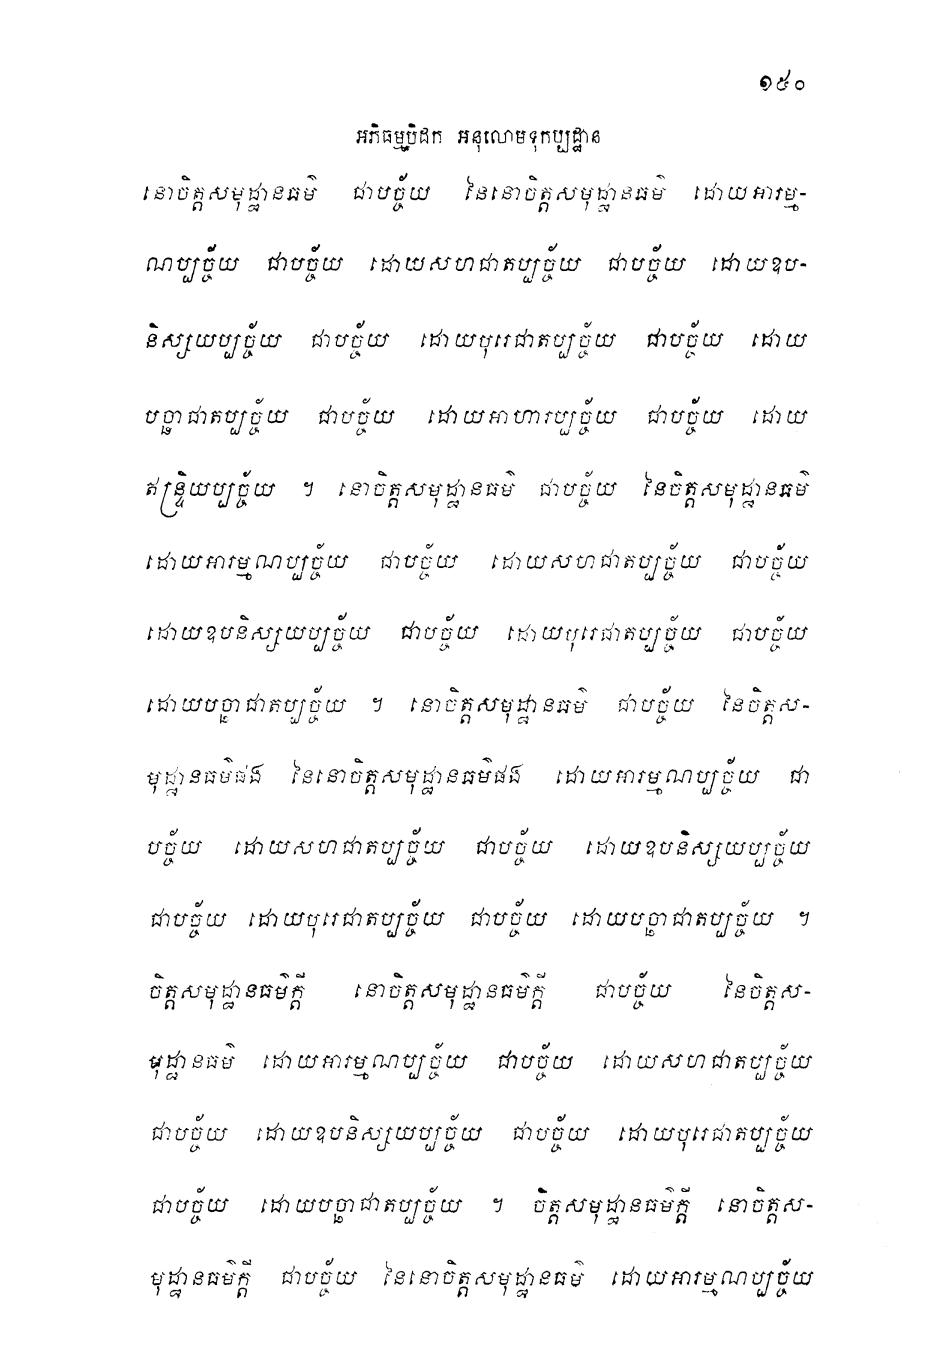 ១៥០
អភិធម្មបិដក អនុលោមទុកប្បដ្ឋាន
នោចិត្តសមុដ្ឋានធម៌ ជាបច្ច័យ នៃនោចិត្តសមុដ្ឋានធម៌ ដោយអារម្ម-
ណប្បច្ច័យ ជាបច្ច័យ ដោយសហជាតប្បច្ច័យ ជាបច្ច័យ ដោយឧប-
និស្សយប្បច្ច័យ ជាបច្ច័យ ដោយបុរេជាតប្បច្ច័យ ជាបច្ច័យ ដោយ
បច្ឆាជាតប្បច្ច័យ ជាបច្ច័យ ដោយអាហារប្បច្ច័យ ជាបច្ច័យ ដោយ
ឥន្ទ្រិយប្បច្ច័យ ។ នោចិត្តសមុដ្ឋានធម៌ ជាបច្ច័យ នៃចិត្តសមុដ្ឋានធម៌
ដោយអារម្មណប្បច្ច័យ ជាបច្ច័យ ដោយសហជាតប្បច្ច័យ ជាបច្ច័យ
ដោយឧបនិស្សយប្បច្ច័យ ជាបច្ច័យ ដោយបុរេជាតប្បច្ច័យ ជាបច្ច័យ
ដោយបច្ឆាជាតប្បច្ច័យ ។ នោចិត្តសមុដ្ឋានធម៌ ជាបច្ច័យ នៃចិត្តស-
មុដ្ឋានធម៌ផង នៃនោចិត្តសមុដ្ឋានធម៌ផង ដោយអារម្មណប្បច្ច័យ ជា
បច្ច័យ ដោយសហជាតប្បច្ច័យ ជាបច្ច័យ ដោយឧបនិស្សយប្បច្ច័យ
ជាបច្ច័យ ដោយបុរេជាតប្បច្ច័យ ជាបច្ច័យ ដោយបច្ឆាជាតប្បច្ច័យ ។
ចិត្តសមុដ្ឋានធម៌ក្តី នោចិត្តសមុដ្ឋានធម៌ក្តី ជាបច្ច័យ នៃចិត្តស-
មុដ្ឋានធម៌ ដោយអារម្មណប្បច្ច័យ ជាបច្ច័យ ដោយសហជាតប្បច្ច័យ
ជាបច្ច័យ ដោយឧបនិស្សយប្បច្ច័យ ជាបច្ច័យ ដោយបុរេជាតប្បច្ច័យ
ជាបច្ច័យ ដោយបច្ឆាជាតប្បច្ច័យ ។ ចិត្តសមុដ្ឋានធម៌ក្តី នោចិត្តស-
មុដ្ឋានធម៌ក្តី ជាបច្ច័យ នៃនោចិត្តសមុដ្ឋានធម៌ ដោយអារម្មណប្បច្ច័យ